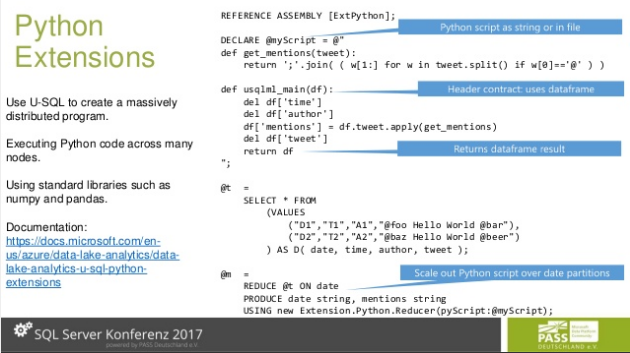 Python
Extensions
Use U-SQL to create a massively
distributed program.
Executing Python code across many
nodes.
Using standard libraries such as
numpy and pandas.
Documentation:
https://docs.microsoft.com/en-
us/azure/data-lake-analytics/data-
lake-analytics-u-sql-python-
extensions
REFERENCE ASSEMBLY [ExtPython];
Python script as string or in file
DECLARE @myScript = @"
def get_mentions(tweet):
return ';'.join( ( w[1:] for w in tweet.split() if w[0]=='@' ) )
def usqlml_main(df):
Header contract: uses dataframe
del df['time']
del df['author']
df['mentions'] = df.tweet.apply(get_mentions)
del df['tweet']
return df
Returns dataframe result
";
@t =
SELECT * FROM
(VALUES
("D1","T1","A1","@foo Hello World @bar"),
("D2","T2","A2","@baz Hello World @beer")
) AS D( date, time, author, tweet );
@m =
Scale out Python script over date partitions
REDUCE @t ON date
PRODUCE date string, mentions string
USING new Extension.Python.Reducer(pyScript:@myScript);
SQL Server Konferenz 2017
powered by PASS Deutschland e.V.
PASS
DEUTSCHLAND e.V.